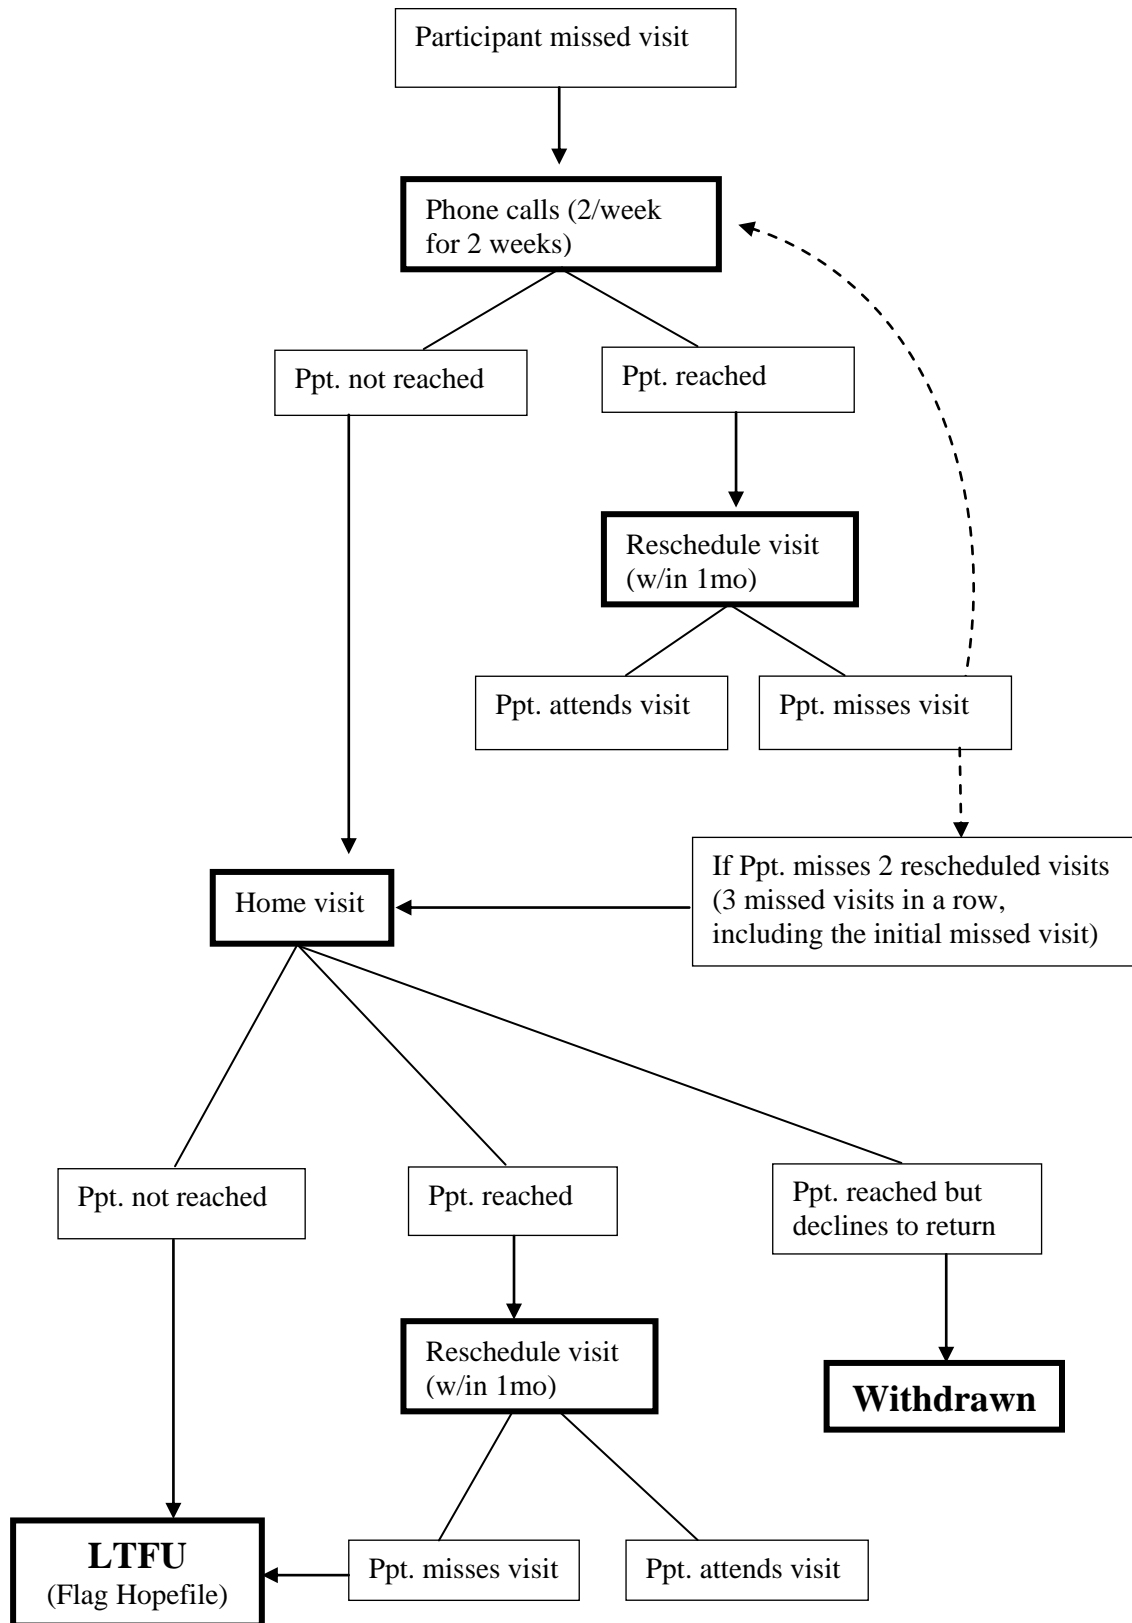 Participant missed visit
Phone calls (2/week
for 2 weeks)
Ppt. not reached
Ppt. reached
Reschedule visit
(w/in 1mo)
Ppt. attends visit
Ppt. misses visit
If Ppt. misses 2 rescheduled visits
(3 missed visits in a row,
including the initial missed visit)
Home visit
Ppt. not reached
Ppt. reached
Ppt. reached but
declines to return
Reschedule visit
(w/in 1mo)
Withdrawn
LTFU
(Flag Hopefile)
Ppt. misses visit
Ppt. attends visit